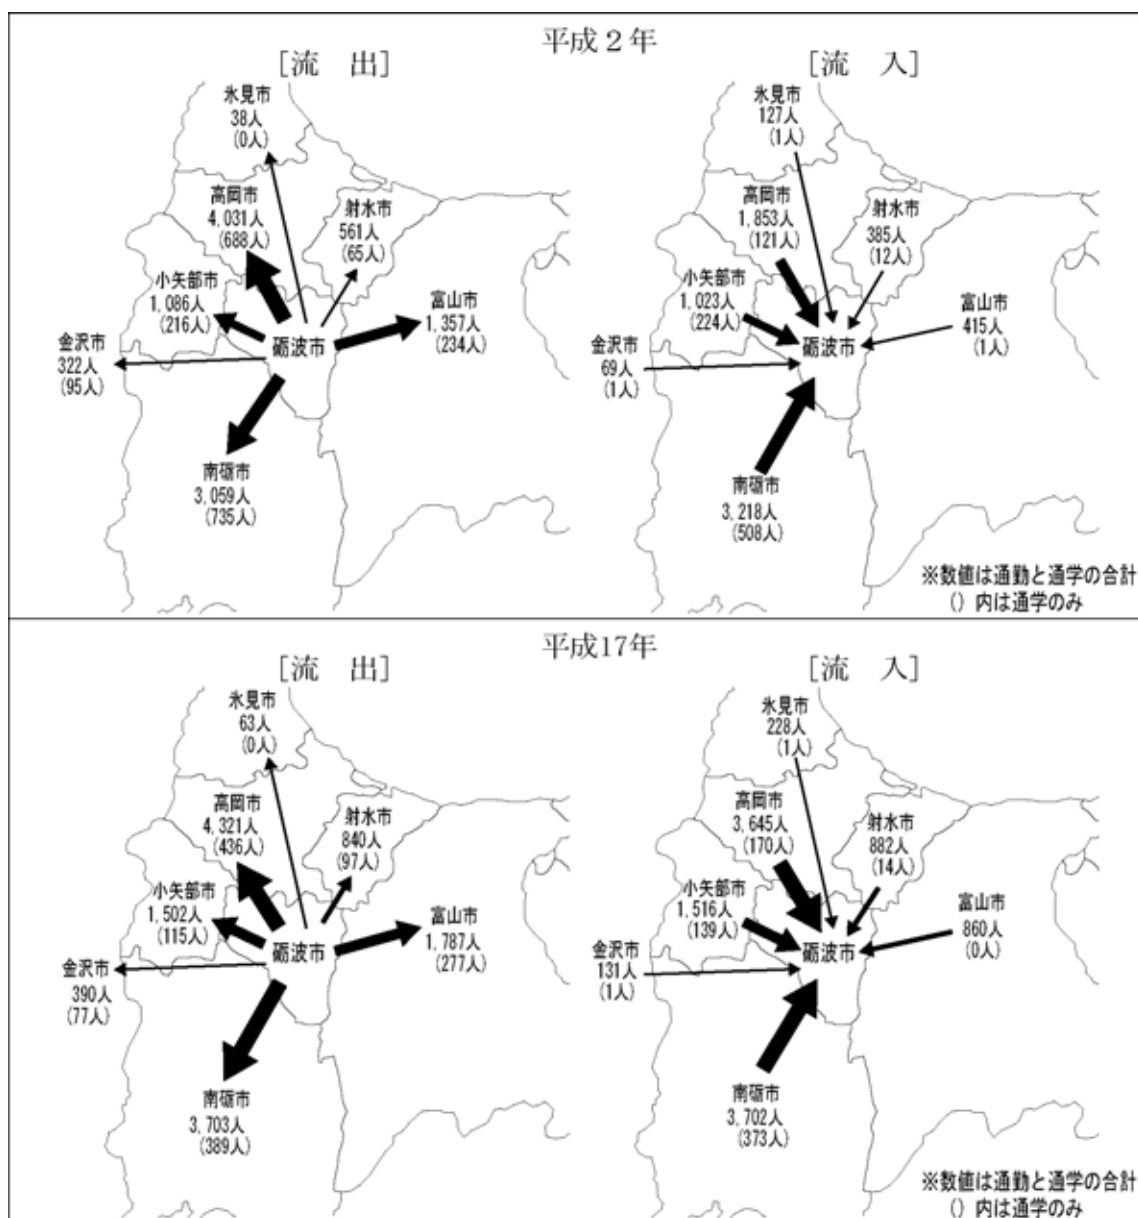 平成２年
［流　出］
氷見市
38人
(0人)
高岡市
4,031人
(688人)
射水市
561人
(65人)
小矢部市
1,086人
(216人)
富山市
1,357人
(234人)
金沢市
322人
(95人)
砺波市
南砺市
3,059人
(735人)
［流　入］
氷見市
127人
(1人)
高岡市
1,853人
(121人)
射水市
385人
(12人)
小矢部市
1,023人
(224人)
富山市
415人
(1人)
金沢市
69人
(1人)
砺波市
南砺市
3,218人
(508人)
※数値は通勤と通学の合計
()内は通学のみ
平成17年
［流　出］
氷見市
63人
(0人)
高岡市
4,321人
(436人)
射水市
840人
(97人)
小矢部市
1,502人
(115人)
富山市
1,787人
(277人)
金沢市
390人
(77人)
砺波市
南砺市
3,703人
(389人)
［流　入］
氷見市
228人
(1人)
高岡市
3,645人
(170人)
射水市
882人
(14人)
小矢部市
1,516人
(139人)
富山市
860人
(0人)
金沢市
131人
(1人)
砺波市
南砺市
3,702人
(373人)
※数値は通勤と通学の合計
()内は通学のみ